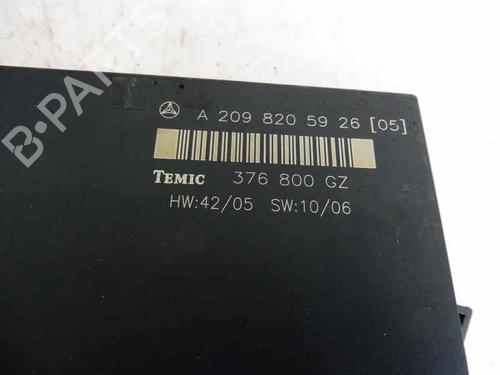 A 209 820 59 26 [05]
TEMIC 376 800 GZ
HW:42/05 SW:10/06
B-PARTS